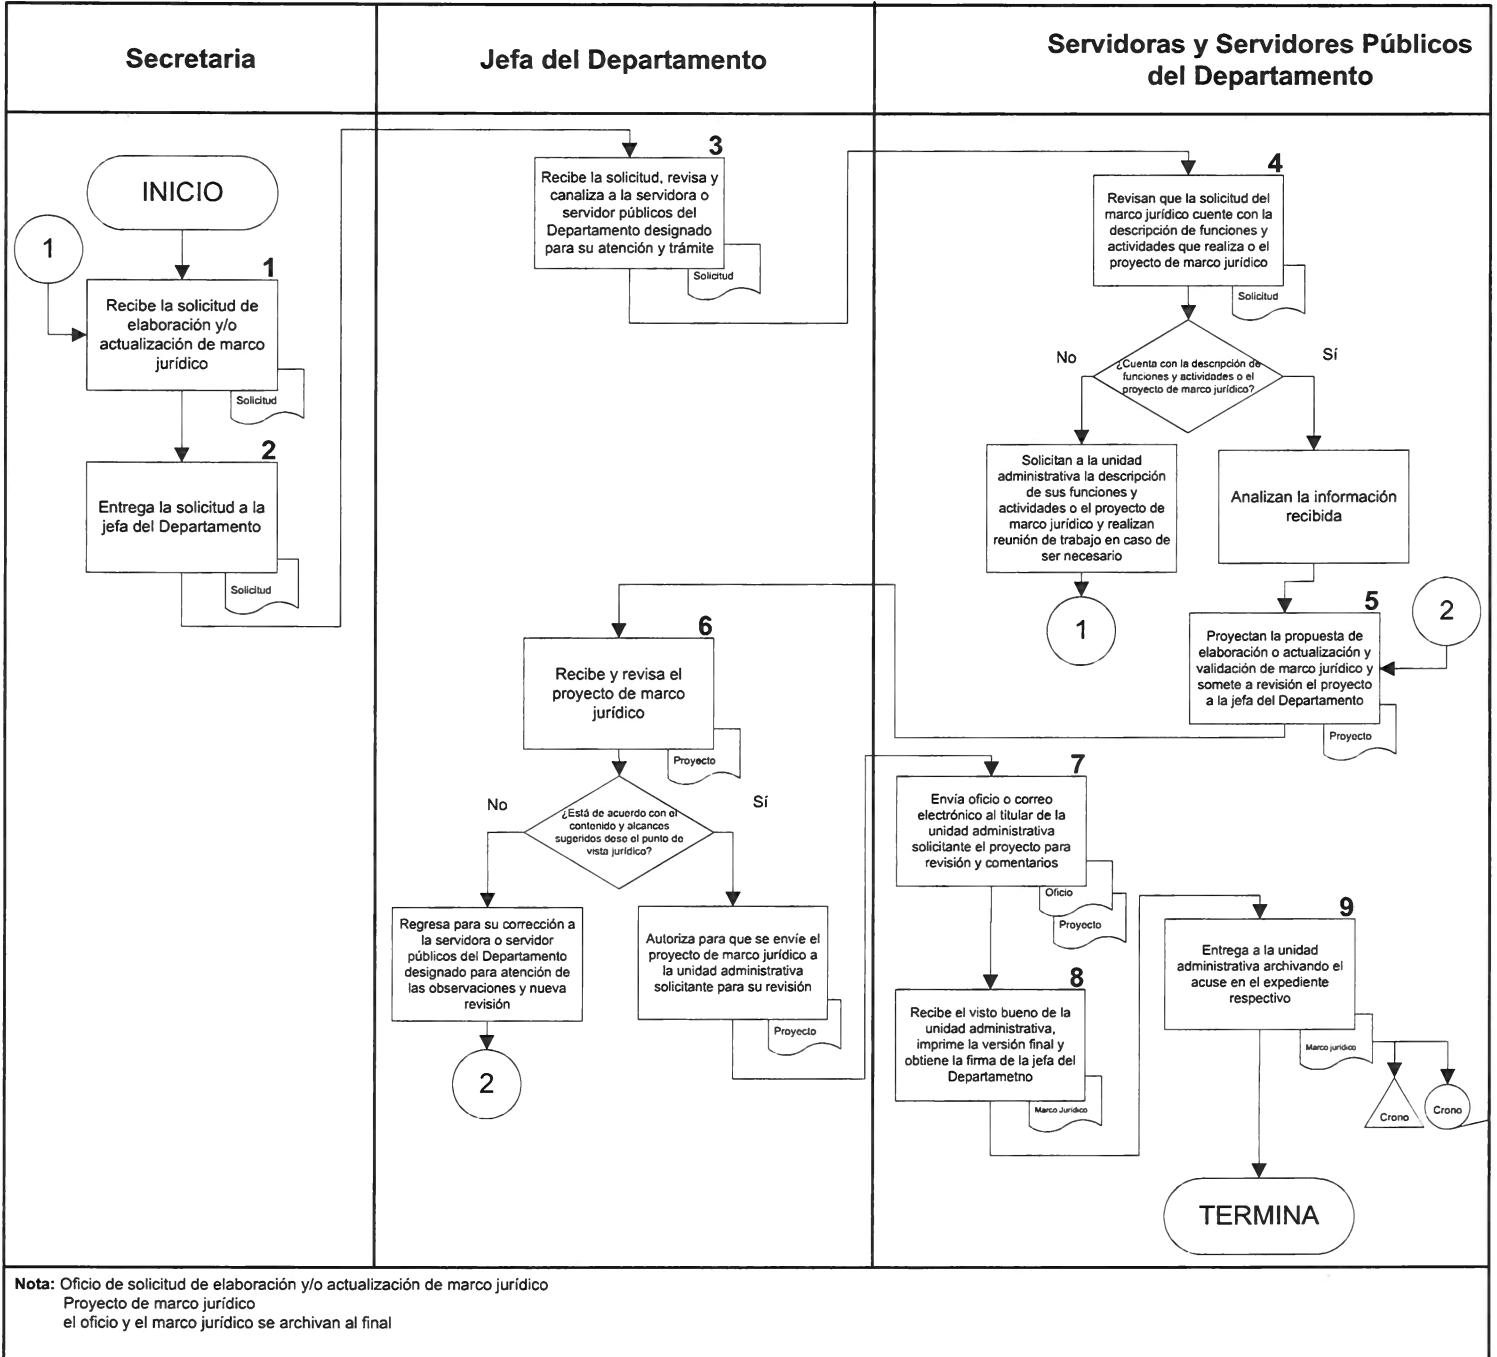 Secretaria
Jefa del Departamento
Servidoras y Servidores Públicos
del Departamento
INICIO
1
1
Recibe la solicitud de
elaboración y/o
actualización de marco
jurídico
Solicitud
2
Entrega la solicitud a la
jefa del Departamento
Solicitud
3
Recibe la solicitud, revisa y
canaliza a la servidora o
servidor públicos del
Departamento designado
para su atención y trámite
Solicitud
4
Revisan que la solicitud del
marco jurídico cuente con la
descripción de funciones y
actividades que realiza o el
proyecto de marco jurídico
Solicitud
No
Sí
¿Cuenta con la descripción de
funciones y actividades o el
proyecto de marco jurídico?
Solicitan a la unidad
administrativa la descripción
de sus funciones y
actividades o el proyecto de
marco jurídico y realizan
reunión de trabajo en caso de
ser necesario
1
Analizan la información
recibida
5
2
Proyectan la propuesta de
elaboración o actualización y
validación de marco jurídico y
somete a revisión el proyecto
a la jefa del Departamento
Proyecto
6
Recibe y revisa el
proyecto de marco
jurídico
Proyecto
No
Sí
¿Está de acuerdo con el
contenido y alcances
sugeridos dese el punto de
vista jurídico?
Regresa para su corrección a
la servidora o servidor
públicos del Departamento
designado para atención de
las observaciones y nueva
revisión
2
Autoriza para que se envíe el
proyecto de marco jurídico a
la unidad administrativa
solicitante para su revisión
Proyecto
7
Envía oficio o correo
electrónico al titular de la
unidad administrativa
solicitante el proyecto para
revisión y comentarios
Oficio
Proyecto
8
Recibe el visto bueno de la
unidad administrativa,
imprime la versión final y
obtiene la firma de la jefa del
Departametno
Marco Jurídico
9
Entrega a la unidad
administrativa archivando el
acuse en el expediente
respectivo
Marco jurídico
Crono
Crono
TERMINA
Nota: Oficio de solicitud de elaboración y/o actualización de marco jurídico
Proyecto de marco jurídico
el oficio y el marco jurídico se archivan al final